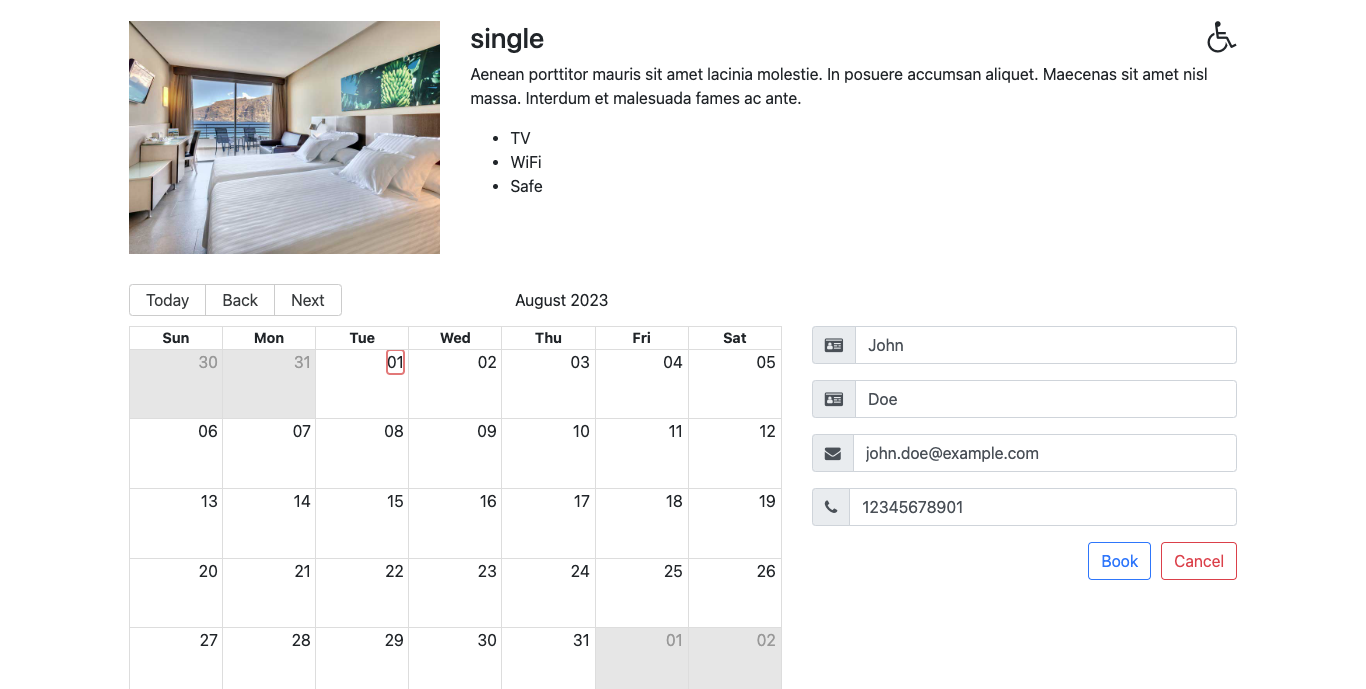 single
Aenean porttitor mauris sit amet lacinia molestie. In posuere accumsan aliquet. Maecenas sit amet nisl
massa. Interdum et malesuada fames ac ante.
TV
WiFi
Safe
Today Back Next August 2023
Sun Mon Tue Wed Thu Fri Sat
30 31 01 02 03 04 05
06 07 08 09 10 11 12
13 14 15 16 17 18 19
20 21 22 23 24 25 26
27 28 29 30 31 01 02
John
Doe
john.doe@example.com
12345678901
Book Cancel